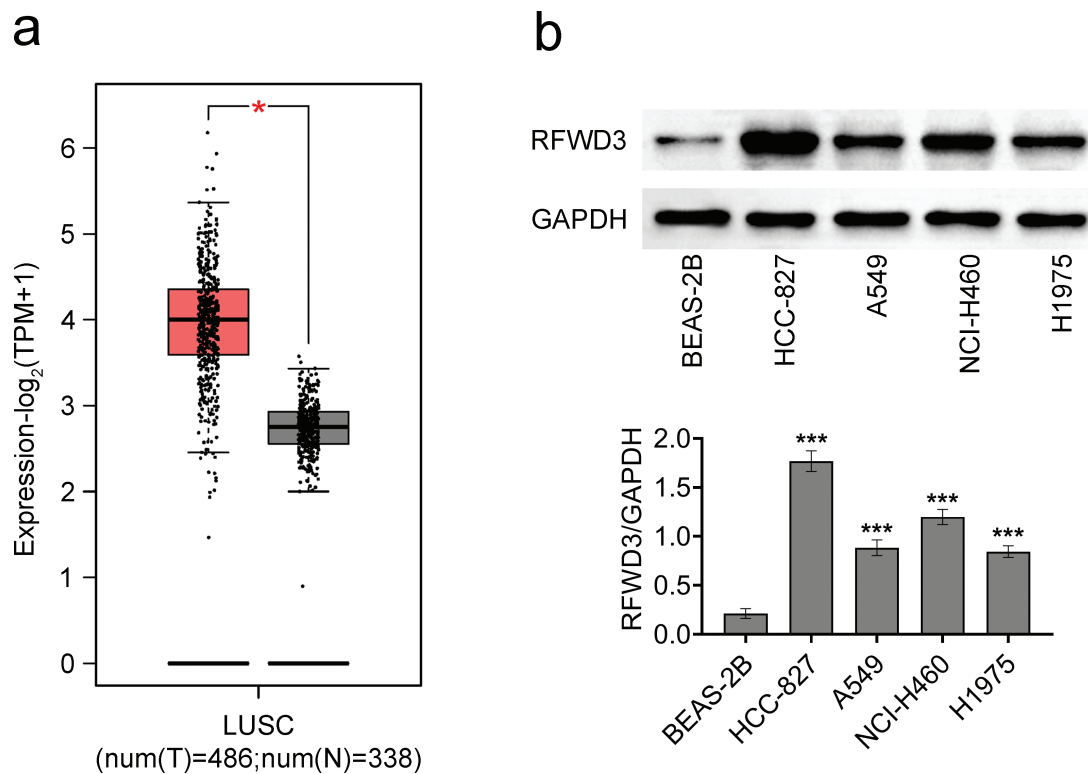 a
*
6
5
4
3
2
1
0
Expression-log2(TPM+1)
LUSC
(num(T)=486;num(N)=338)
b
RFWD3
GAPDH
BEAS-2B
HCC-827
A549
NCI-H460
H1975
RFWD3/GAPDH
2.0
1.5
1.0
0.5
0.0
***
***
***
***
BEAS-2B
HCC-827
A549
NCI-H460
H1975